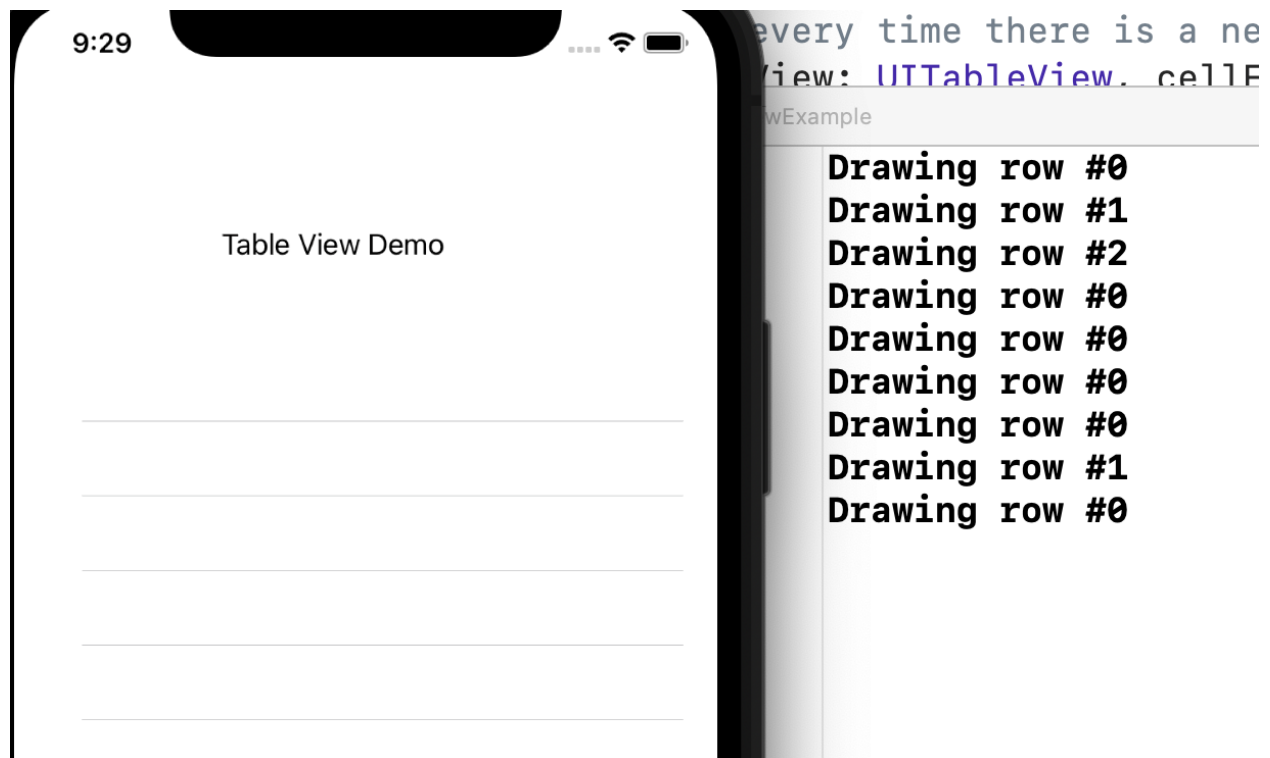 9:29
Table View Demo
every time there is a ne
View: UITableView, cellF
wExample
Drawing row #0
Drawing row #1
Drawing row #2
Drawing row #0
Drawing row #0
Drawing row #0
Drawing row #0
Drawing row #1
Drawing row #0